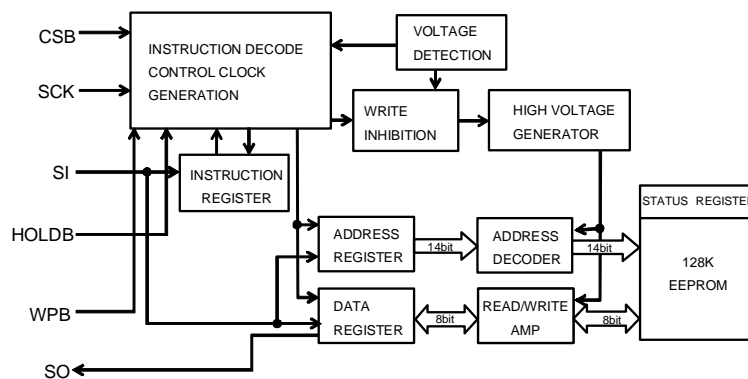 CSB
SCK
SI
HOLDB
WPB
SO
INSTRUCTION DECODE
CONTROL CLOCK
GENERATION
VOLTAGE
DETECTION
WRITE
INHIBITION
HIGH VOLTAGE
GENERATOR
INSTRUCTION
REGISTER
ADDRESS
REGISTER
14bit
ADDRESS
DECODER
14bit
DATA
REGISTER
8bit
READ/WRITE
AMP
8bit
STATUS REGISTER
128K
EEPROM